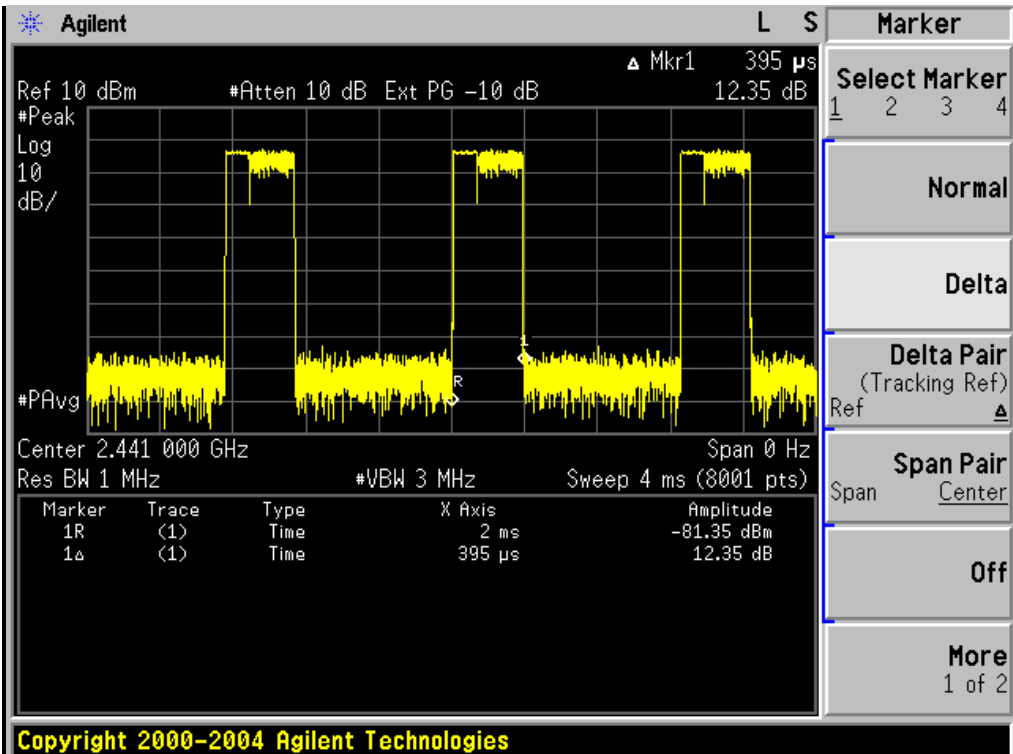 Agilent L S
Δ Mkr1 395 µs
Ref 10 dBm #Atten 10 dB Ext PG −10 dB 12.35 dB
#Peak
Log
10
dB/
1
R
#PAvg
Center 2.441 000 GHz Span 0 Hz
Res BW 1 MHz #VBW 3 MHz Sweep 4 ms (8001 pts)
Marker Trace Type X Axis Amplitude
1R (1) Time 2 ms −81.35 dBm
1Δ (1) Time 395 µs 12.35 dB
Marker
Select Marker
1 2 3 4
Normal
Delta
Delta Pair
(Tracking Ref)
Ref Δ
Span Pair
Span Center
Off
More
1 of 2
Copyright 2000–2004 Agilent Technologies